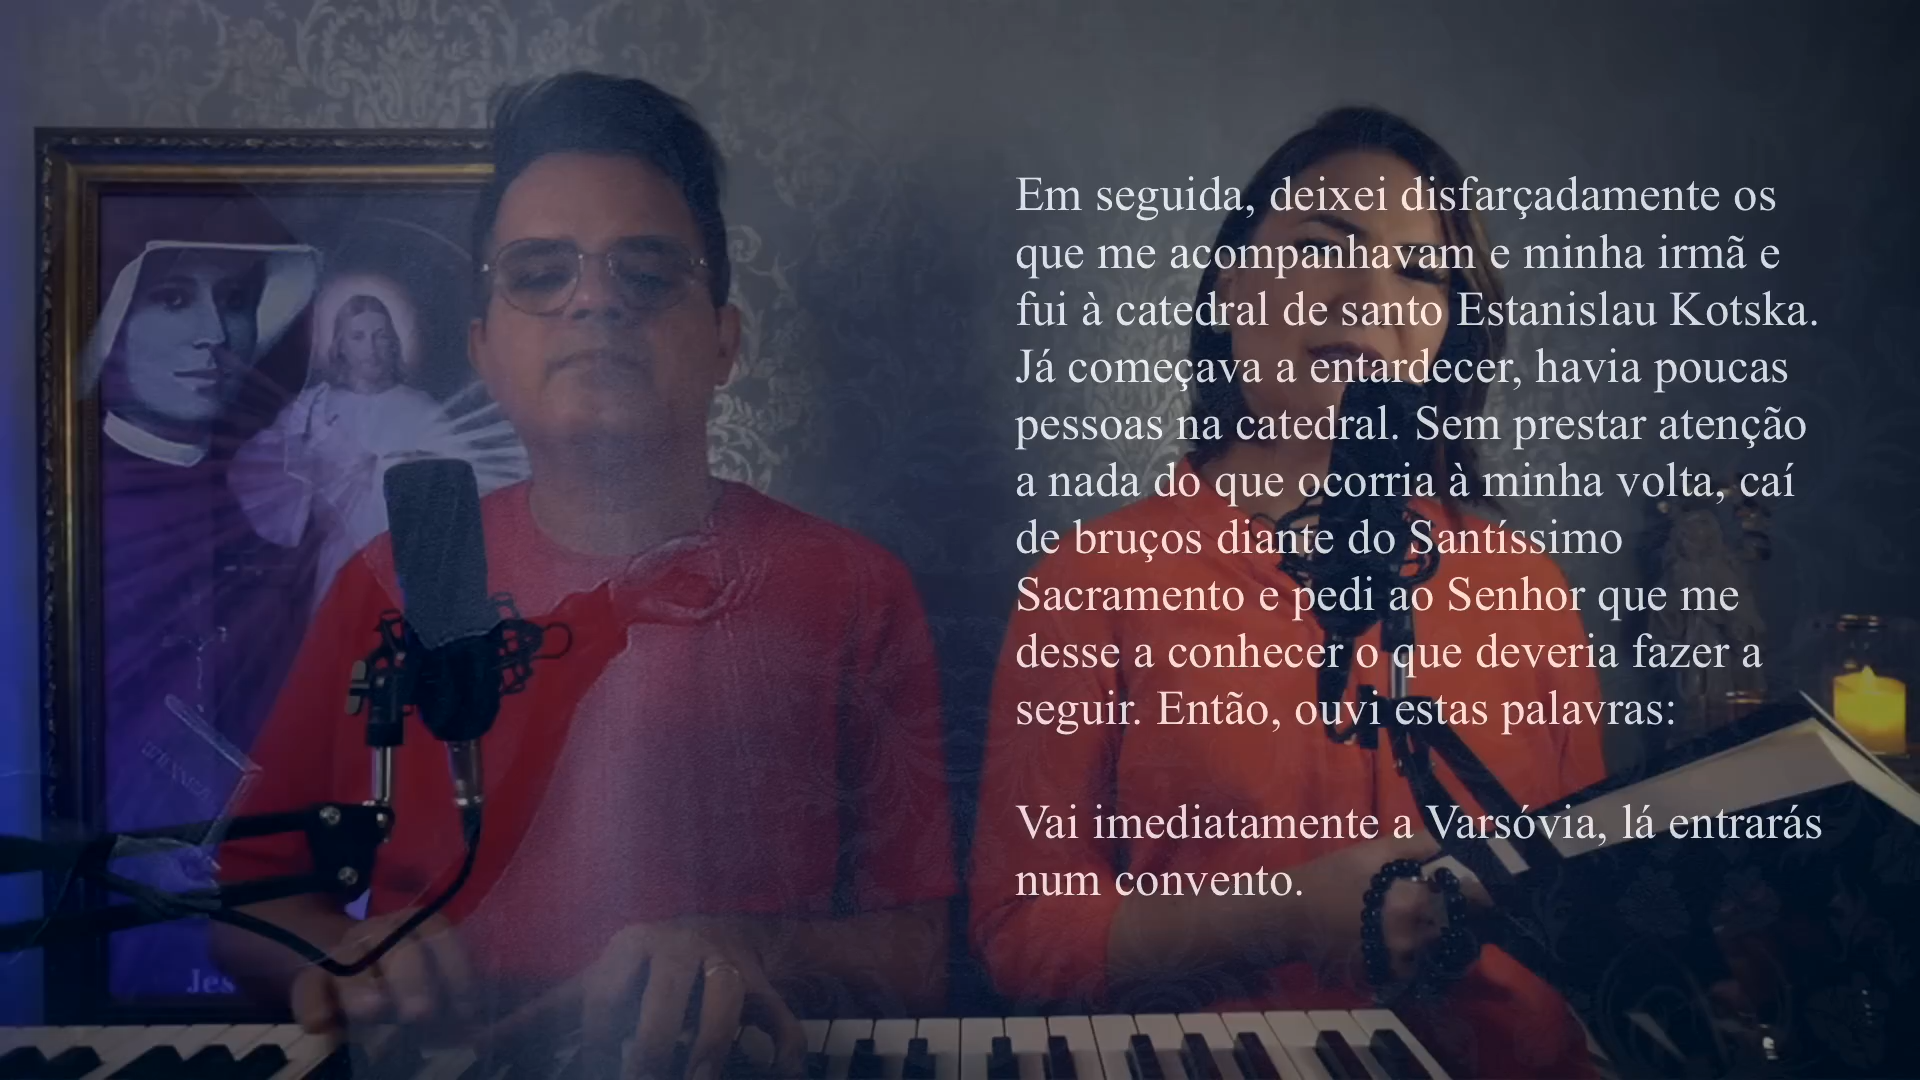 Em seguida, deixei disfarçadamente os
que me acompanhavam e minha irmã e
fui à catedral de santo Estanislau Kotska.
Já começava a entardecer, havia poucas
pessoas na catedral. Sem prestar atenção
a nada do que ocorria à minha volta, caí
de bruços diante do Santíssimo
Sacramento e pedi ao Senhor que me
desse a conhecer o que deveria fazer a
seguir. Então, ouvi estas palavras:
Vai imediatamente a Varsóvia, lá entrarás
num convento.
Jes